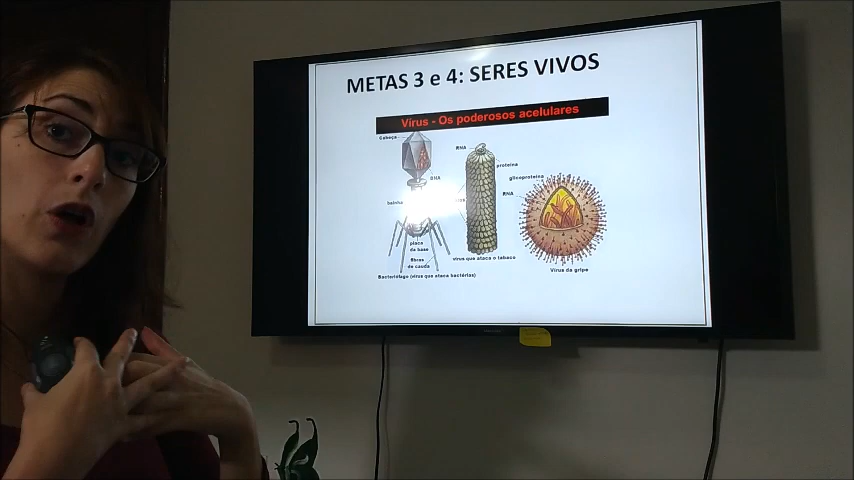 METAS 3 e 4: SERES VIVOS
Vírus - Os poderosos acelulares
Cabeça
DNA
bainha
placa
da base
fibras
de cauda
Bacteriófago (vírus que ataca bactérias)
RNA
proteína
vírus que ataca o tabaco
glicoproteína
RNA
Vírus da gripe